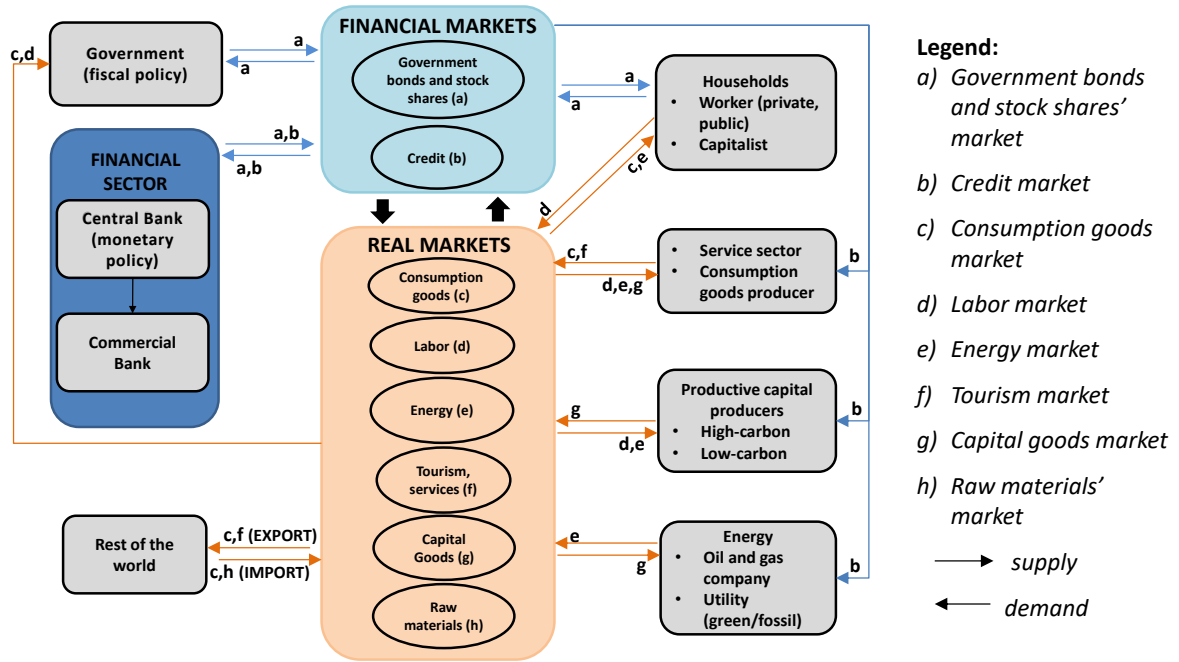 c,d
Government
(fiscal policy)
a
a
FINANCIAL MARKETS
Government
bonds and stock
shares (a)
Credit (b)
a
a
Households
• Worker (private,
public)
• Capitalist
a,b
a,b
FINANCIAL
SECTOR
Central Bank
(monetary
policy)
Commercial
Bank
c,e
d
REAL MARKETS
Consumption
goods (c)
Labor (d)
Energy (e)
Tourism,
services (f)
Capital
Goods (g)
Raw
materials (h)
c,f
d,e,g
• Service sector
• Consumption
goods producer
b
g
d,e
Productive capital
producers
• High-carbon
• Low-carbon
b
e
g
Energy
• Oil and gas
company
• Utility
(green/fossil)
b
Rest of the
world
c,f (EXPORT)
c,h (IMPORT)
Legend:
a) Government bonds
and stock shares’
market
b) Credit market
c) Consumption goods
market
d) Labor market
e) Energy market
f) Tourism market
g) Capital goods market
h) Raw materials’
market
supply
demand